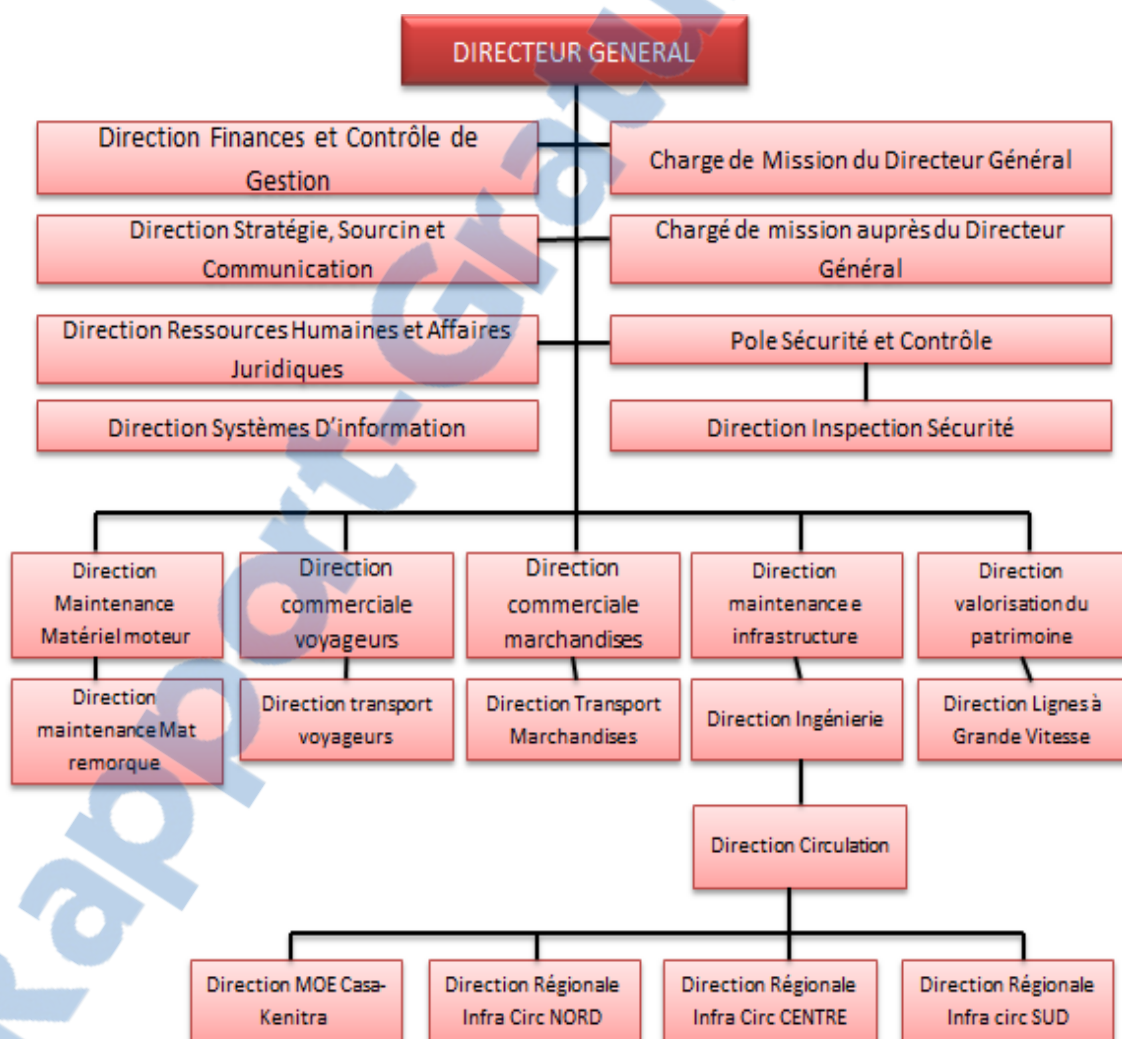 DIRECTEUR GENERAL
Direction Finances et Contrôle de
Gestion
Charge de Mission du Directeur Général
Direction Stratégie, Sourcin et
Communication
Chargé de mission auprès du Directeur
Général
Direction Ressources Humaines et Affaires
Juridiques
Pole Sécurité et Contrôle
Direction Systèmes D'information
Direction Inspection Sécurité
Direction
Maintenance
Matériel moteur
Direction
commerciale
voyageurs
Direction
commerciale
marchandises
Direction
maintenance e
infrastructure
Direction
valorisation du
patrimoine
Direction
maintenance Mat
remorque
Direction transport
voyageurs
Direction Transport
Marchandises
Direction Ingénierie
Direction Lignes à
Grande Vitesse
Direction Circulation
Direction MOE Casa-
Kenitra
Direction Régionale
Infra Circ NORD
Direction Régionale
Infra Circ CENTRE
Direction Régionale
Infra circ SUD
Rapport-Gratu